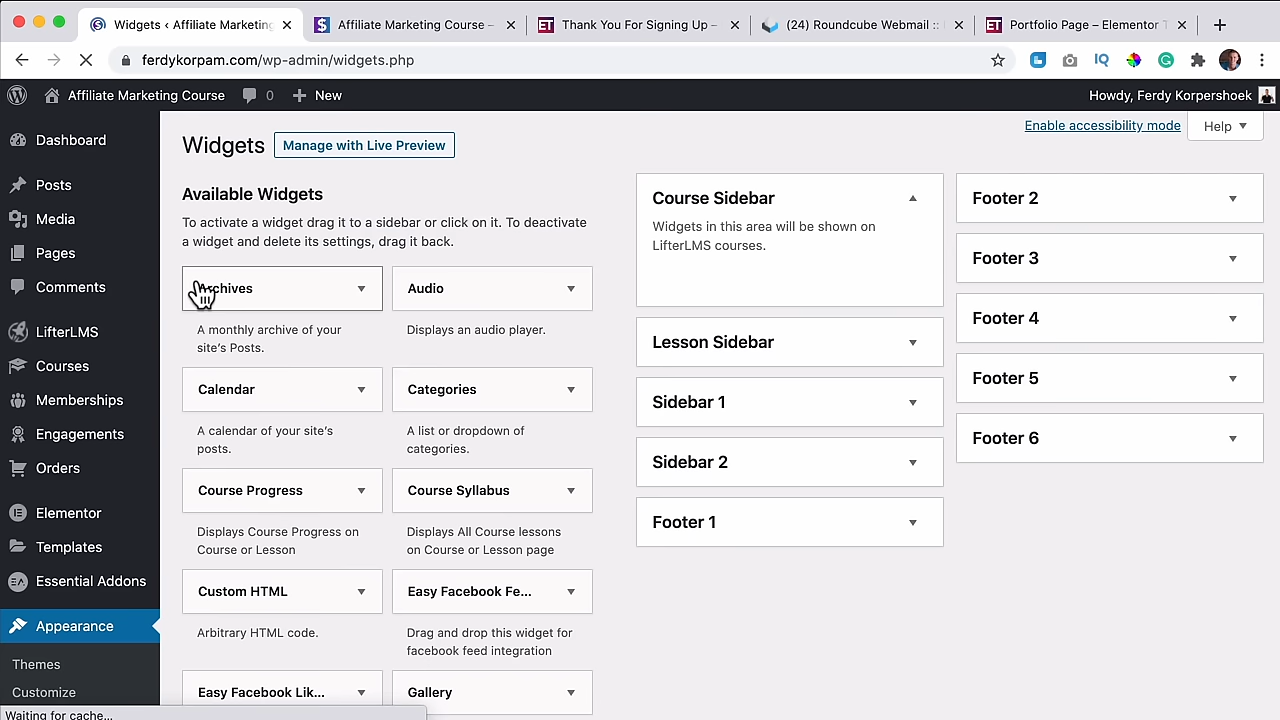 Widgets ‹ Affiliate Marketing
Affiliate Marketing Course –
Thank You For Signing Up –
(24) Roundcube Webmail ::
Portfolio Page – Elementor T
ferdykorpam.com/wp-admin/widgets.php
Affiliate Marketing Course
0
New
Howdy, Ferdy Korpershoek
Dashboard
Posts
Media
Pages
Comments
LifterLMS
Courses
Memberships
Engagements
Orders
Elementor
Templates
Essential Addons
Appearance
Themes
Customize
Waiting for cache...
Widgets
Manage with Live Preview
Enable accessibility mode
Help
Available Widgets
To activate a widget drag it to a sidebar or click on it. To deactivate
a widget and delete its settings, drag it back.
Archives
A monthly archive of your
site’s Posts.
Audio
Displays an audio player.
Calendar
A calendar of your site’s
posts.
Categories
A list or dropdown of
categories.
Course Progress
Displays Course Progress on
Course or Lesson
Course Syllabus
Displays All Course lessons
on Course or Lesson page
Custom HTML
Arbitrary HTML code.
Easy Facebook Fe...
Drag and drop this widget for
facebook feed integration
Easy Facebook Lik...
Gallery
Course Sidebar
Widgets in this area will be shown on
LifterLMS courses.
Lesson Sidebar
Sidebar 1
Sidebar 2
Footer 1
Footer 2
Footer 3
Footer 4
Footer 5
Footer 6